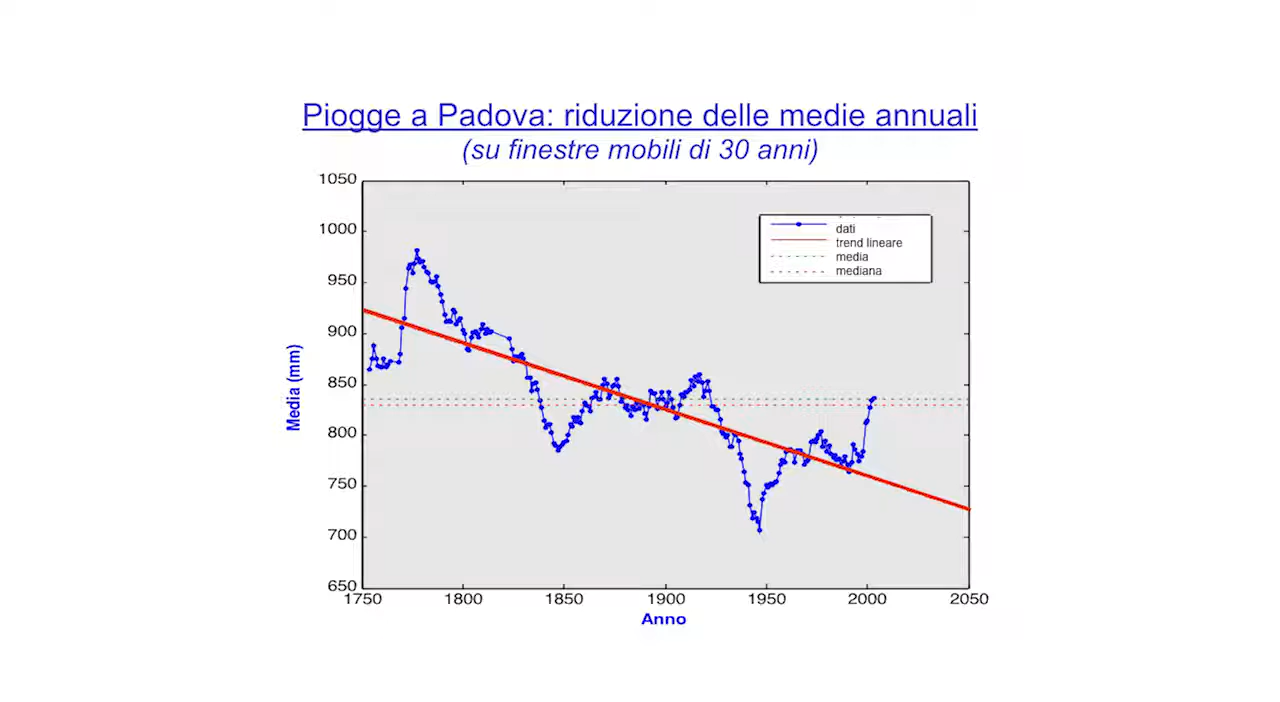 Piogge a Padova: riduzione delle medie annuali
(su finestre mobili di 30 anni)
1050
1000
950
900
850
800
750
700
650
Media (mm)
dati
trend lineare
media
mediana
1750 1800 1850 1900 1950 2000 2050
Anno